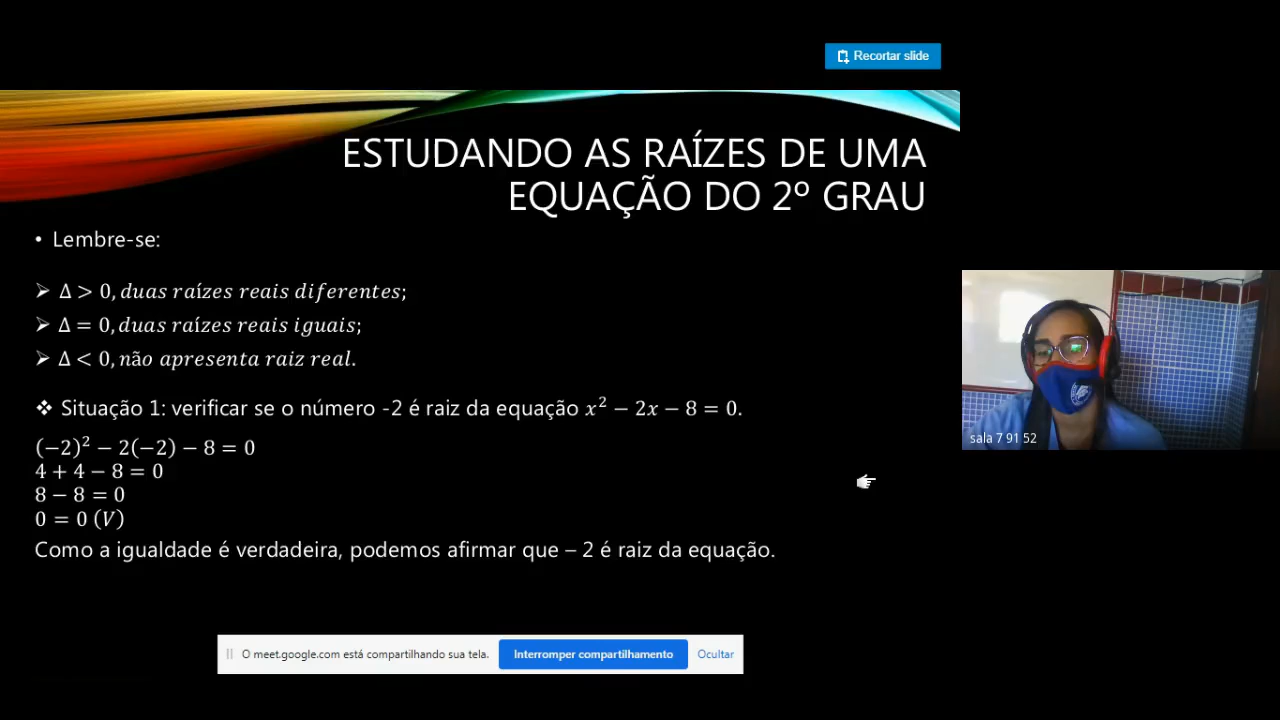 Recortar slide
ESTUDANDO AS RAÍZES DE UMA
EQUAÇÃO DO 2º GRAU
• Lembre-se:
➢ Δ > 0, duas raízes reais diferentes;
➢ Δ = 0, duas raízes reais iguais;
➢ Δ < 0, não apresenta raiz real.
❖ Situação 1: verificar se o número -2 é raiz da equação x² − 2x − 8 = 0.
(−2)² − 2(−2) − 8 = 0
4 + 4 − 8 = 0
8 − 8 = 0
0 = 0 (V)
Como a igualdade é verdadeira, podemos afirmar que – 2 é raiz da equação.
sala 7 91 52
O meet.google.com está compartilhando sua tela.
Interromper compartilhamento
Ocultar